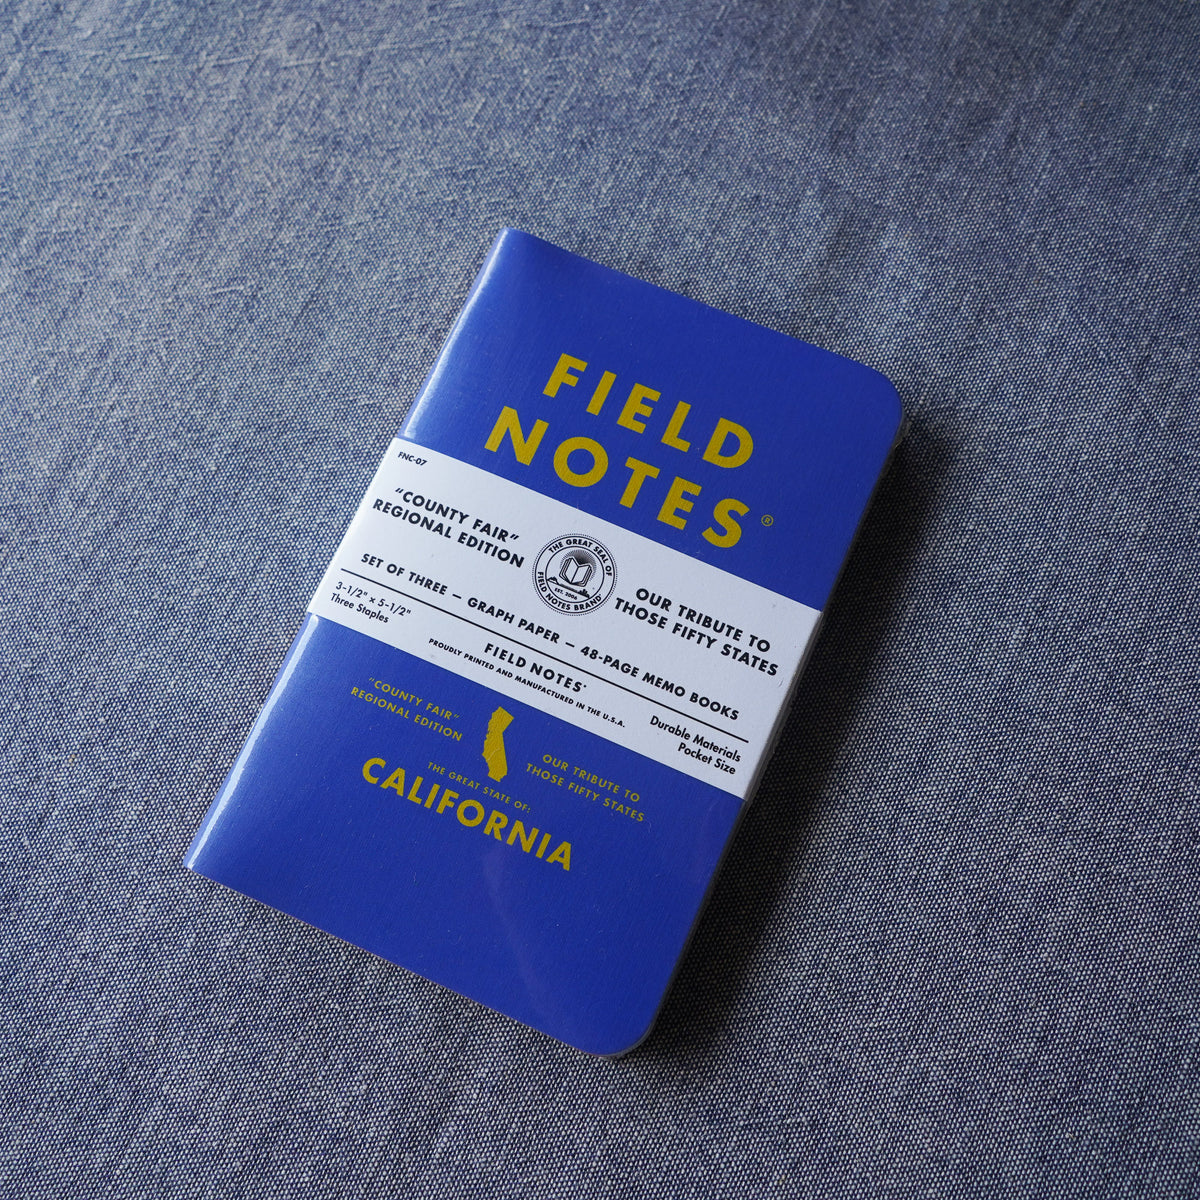 FIELD
NOTES®
FNC-07
"COUNTY FAIR"
REGIONAL EDITION
THE GREAT SEAL OF
EST. 2006
FIELD NOTES BRAND
OUR TRIBUTE TO
THOSE FIFTY STATES
SET OF THREE — GRAPH PAPER — 48-PAGE MEMO BOOKS
3-1/2" x 5-1/2"
Three Staples
FIELD NOTES
PROUDLY PRINTED AND MANUFACTURED IN THE U.S.A.
Durable Materials
Pocket Size
"COUNTY FAIR"
REGIONAL EDITION
OUR TRIBUTE TO
THOSE FIFTY STATES
THE GREAT STATE OF:
CALIFORNIA